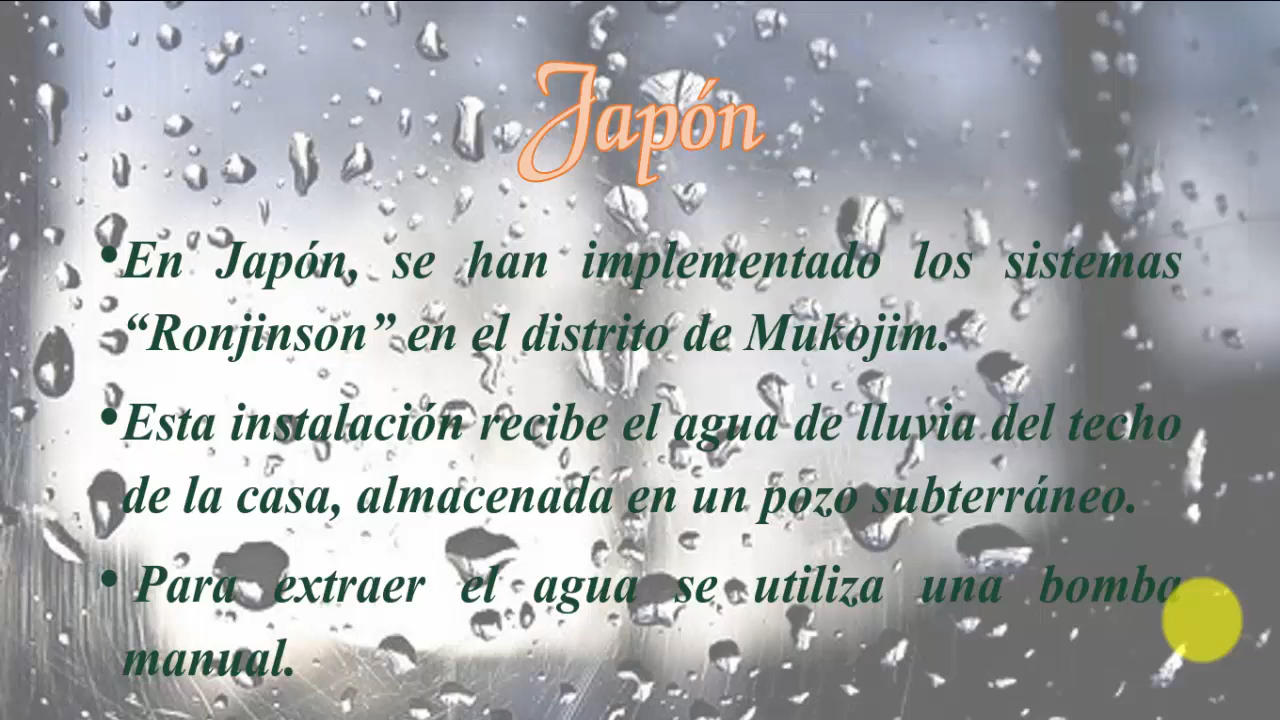 Japón
•En Japón, se han implementado los sistemas
“Ronjinson” en el distrito de Mukojim.
•Esta instalación recibe el agua de lluvia del techo
de la casa, almacenada en un pozo subterráneo.
• Para extraer el agua se utiliza una bomba
manual.